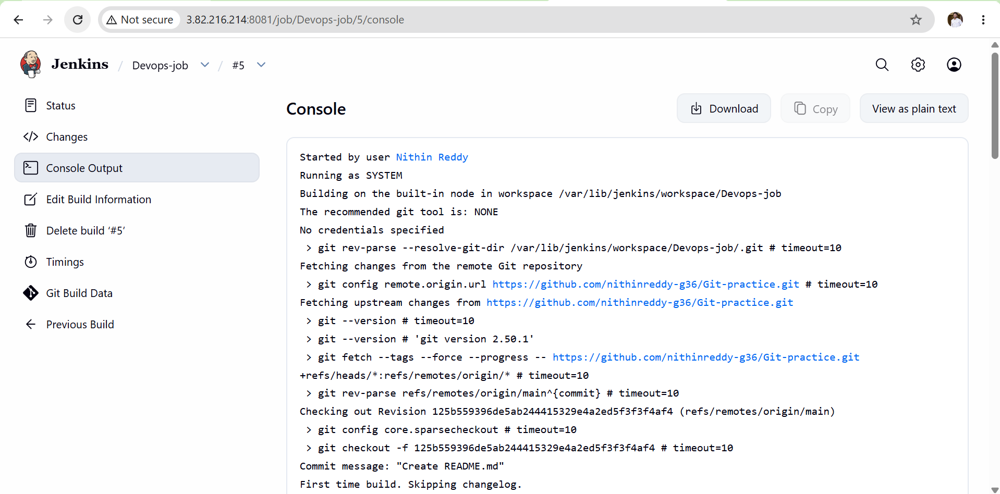 Not secure 3.82.216.214:8081/job/Devops-job/5/console
Jenkins / Devops-job / #5
Status
Changes
Console Output
Edit Build Information
Delete build ‘#5’
Timings
Git Build Data
Previous Build
Console
Download
Copy
View as plain text
Started by user Nithin Reddy
Running as SYSTEM
Building on the built-in node in workspace /var/lib/jenkins/workspace/Devops-job
The recommended git tool is: NONE
No credentials specified
> git rev-parse --resolve-git-dir /var/lib/jenkins/workspace/Devops-job/.git # timeout=10
Fetching changes from the remote Git repository
> git config remote.origin.url https://github.com/nithinreddy-g36/Git-practice.git # timeout=10
Fetching upstream changes from https://github.com/nithinreddy-g36/Git-practice.git
> git --version # timeout=10
> git --version # 'git version 2.50.1'
> git fetch --tags --force --progress -- https://github.com/nithinreddy-g36/Git-practice.git
+refs/heads/*:refs/remotes/origin/* # timeout=10
> git rev-parse refs/remotes/origin/main^{commit} # timeout=10
Checking out Revision 125b559396de5ab244415329e4a2ed5f3f3f4af4 (refs/remotes/origin/main)
> git config core.sparsecheckout # timeout=10
> git checkout -f 125b559396de5ab244415329e4a2ed5f3f3f4af4 # timeout=10
Commit message: "Create README.md"
First time build. Skipping changelog.